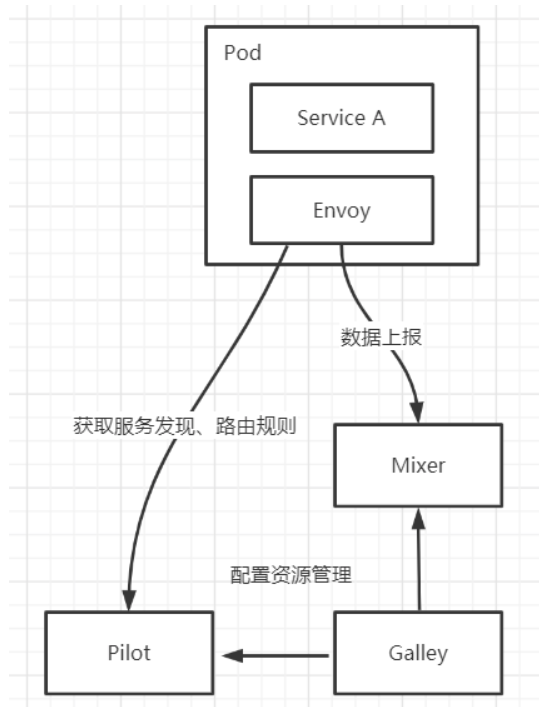 Pod
Service A
Envoy
数据上报
获取服务发现、路由规则
Mixer
配置资源管理
Pilot
Galley